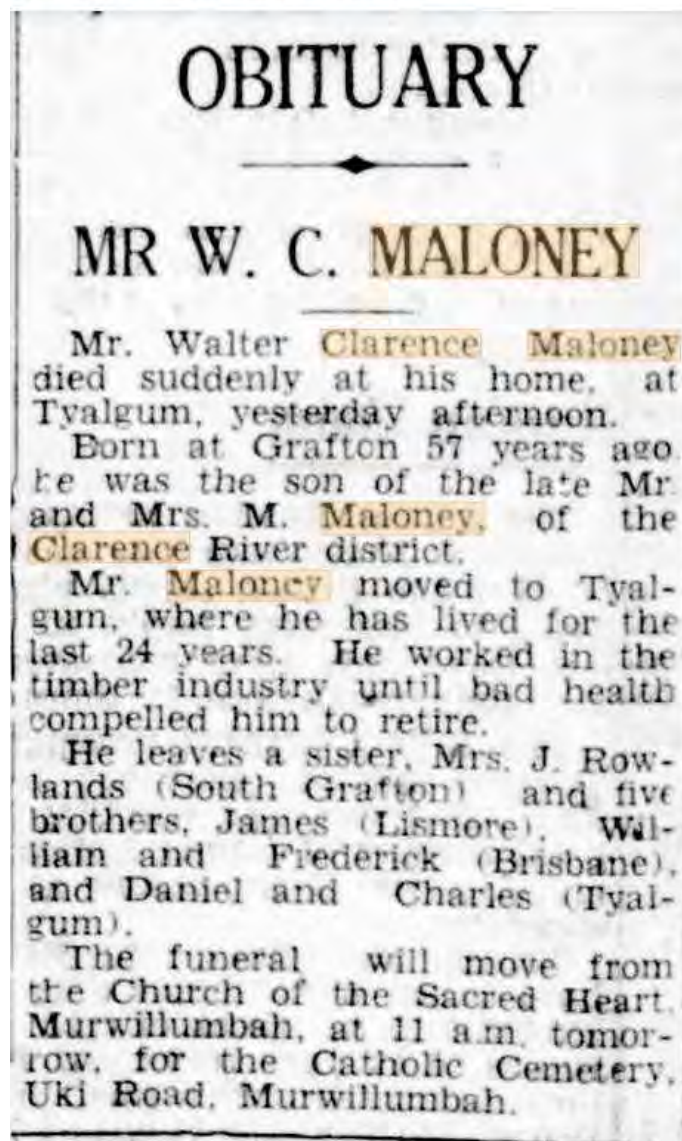 OBITUARY
MR W. C. MALONEY
Mr. Walter Clarence Maloney
died suddenly at his home, at
Tyalgum, yesterday afternoon.
Born at Grafton 57 years ago
he was the son of the late Mr.
and Mrs. M. Maloney, of the
Clarence River district.
Mr. Maloney moved to Tyal-
gum, where he has lived for the
last 24 years. He worked in the
timber industry until bad health
compelled him to retire.
He leaves a sister, Mrs. J. Row-
lands (South Grafton) and five
brothers, James (Lismore), Wil-
liam and Frederick (Brisbane),
and Daniel and Charles (Tyal-
gum).
The funeral will move from
the Church of the Sacred Heart,
Murwillumbah, at 11 a.m. tomor-
row, for the Catholic Cemetery,
Uki Road, Murwillumbah.